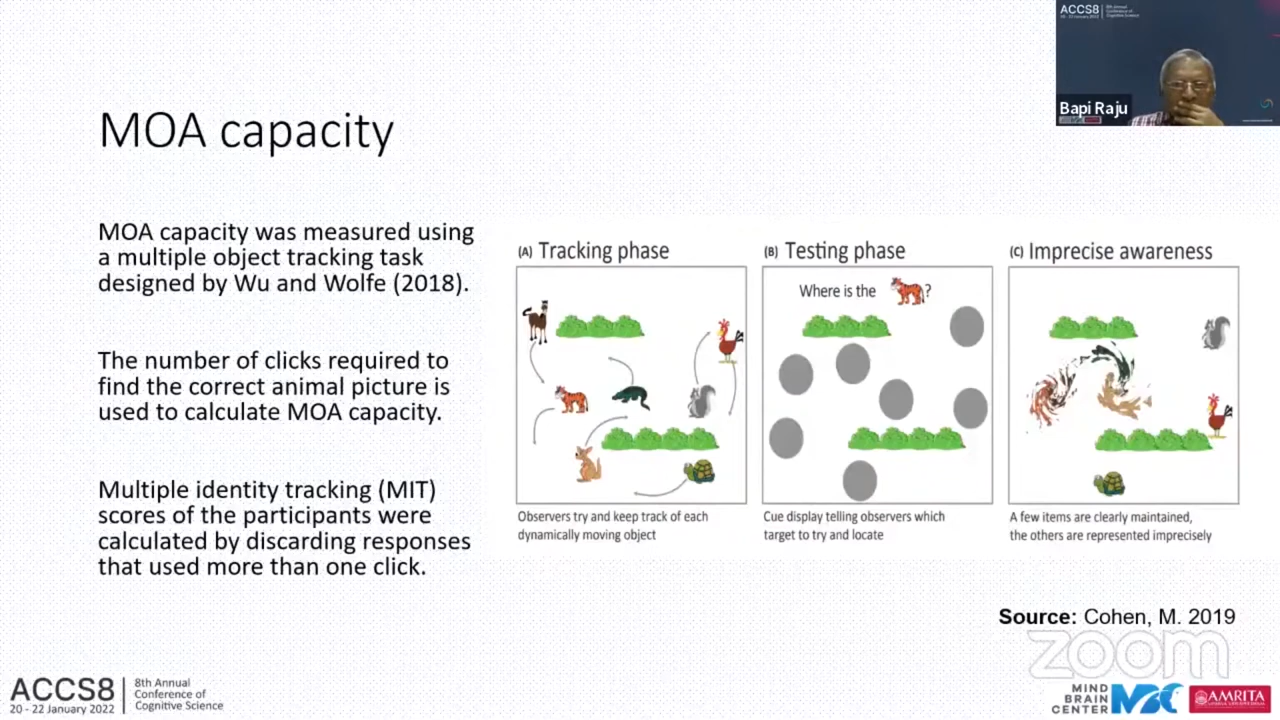 ACCS8
8th Annual
Conference of
Cognitive Science
Bapi Raju
MOA capacity
MOA capacity was measured using
a multiple object tracking task
designed by Wu and Wolfe (2018).
The number of clicks required to
find the correct animal picture is
used to calculate MOA capacity.
Multiple identity tracking (MIT)
scores of the participants were
calculated by discarding responses
that used more than one click.
(A) Tracking phase
Observers try and keep track of each
dynamically moving object
(B) Testing phase
Where is the ?
Cue display telling observers which
target to try and locate
(C) Imprecise awareness
A few items are clearly maintained,
the others are represented imprecisely
Source: Cohen, M. 2019
zoom
ACCS8
20 - 22 January 2022
8th Annual
Conference of
Cognitive Science
MIND
BRAIN
CENTER
MBC
AMRITA